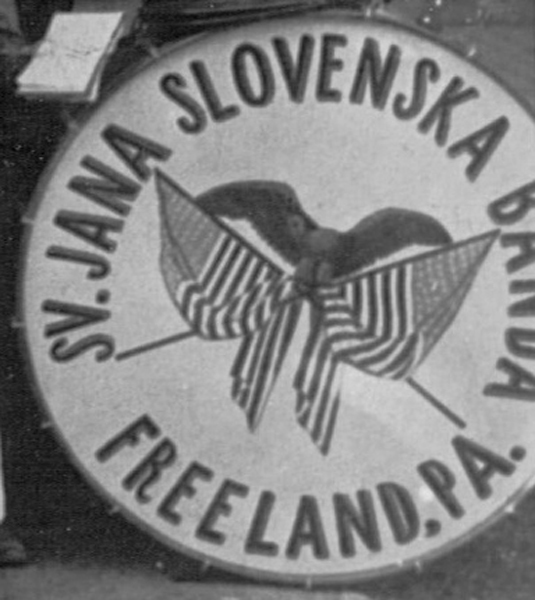 SV. JANA SLOVENSKA BANDA
FREELAND, PA.